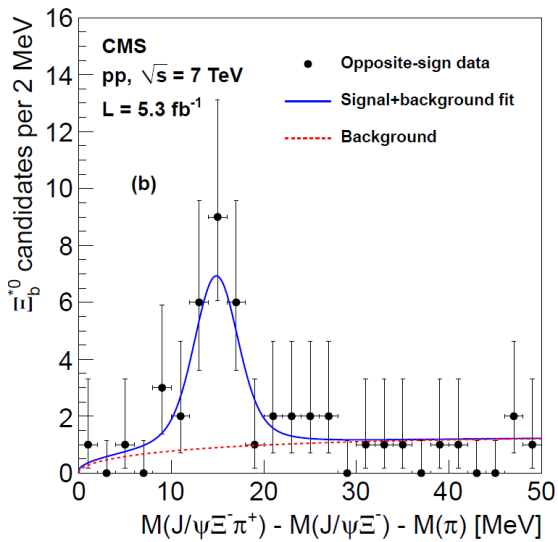 CMS
pp, √s = 7 TeV
L = 5.3 fb⁻¹
Opposite-sign data
Signal+background fit
Background
(b)
Ξb*0 candidates per 2 MeV
16
14
12
10
8
6
4
2
0
0 10 20 30 40 50
M(J/ψΞ⁻π⁺) - M(J/ψΞ⁻) - M(π) [MeV]